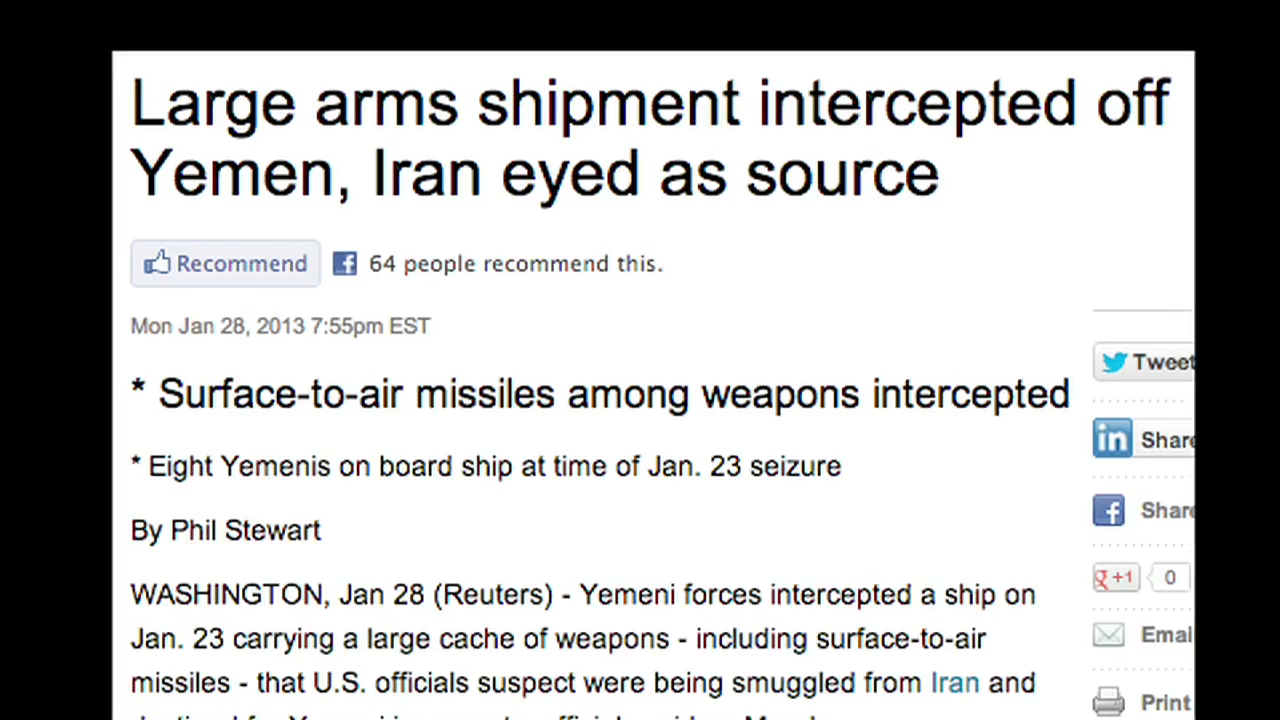 Large arms shipment intercepted off
Yemen, Iran eyed as source
Recommend 64 people recommend this.
Mon Jan 28, 2013 7:55pm EST
Tweet
* Surface-to-air missiles among weapons intercepted
Share
* Eight Yemenis on board ship at time of Jan. 23 seizure
Share
By Phil Stewart
+1 0
WASHINGTON, Jan 28 (Reuters) - Yemeni forces intercepted a ship on
Jan. 23 carrying a large cache of weapons - including surface-to-air
Emai
missiles - that U.S. officials suspect were being smuggled from Iran and
Print